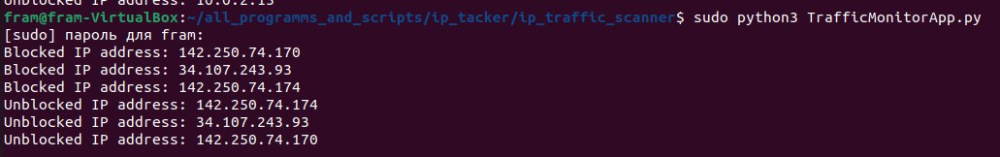 fram@fram-VirtualBox:~/all_programms_and_scripts/ip_tacker/ip_traffic_scanner$ sudo python3 TrafficMonitorApp.py
[sudo] пароль для fram:
Blocked IP address: 142.250.74.170
Blocked IP address: 34.107.243.93
Blocked IP address: 142.250.74.174
Unblocked IP address: 142.250.74.174
Unblocked IP address: 34.107.243.93
Unblocked IP address: 142.250.74.170